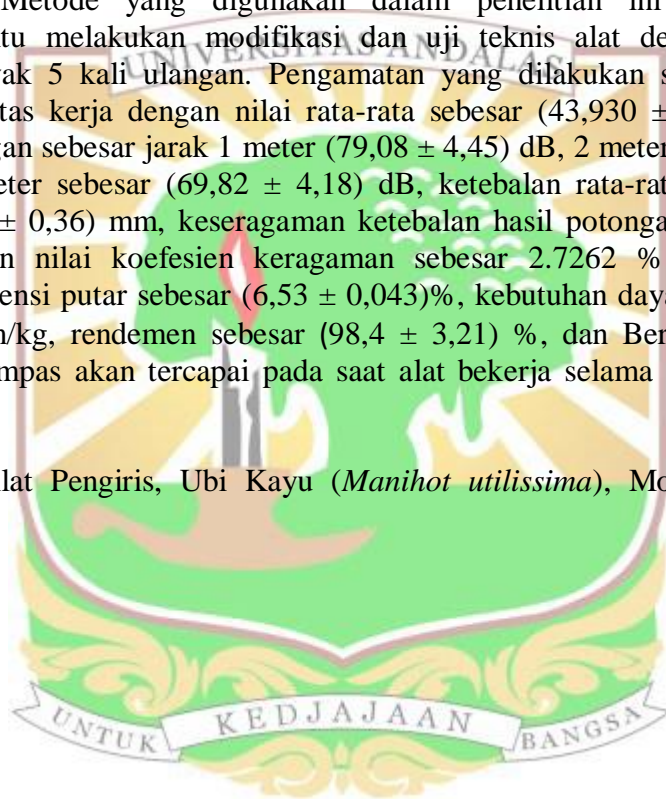 Metode yang digunakan dalam penelitian ini
tu melakukan modifikasi dan uji teknis alat de
yak 5 kali ulangan. Pengamatan yang dilakukan s
tas kerja dengan nilai rata-rata sebesar (43,930 ±
gan sebesar jarak 1 meter (79,08 ± 4,45) dB, 2 meter
eter sebesar (69,82 ± 4,18) dB, ketebalan rata-rat
± 0,36) mm, keseragaman ketebalan hasil potonga
n nilai koefesien keragaman sebesar 2.7262 %
ensi putar sebesar (6,53 ± 0,043)%, kebutuhan daya
n/kg, rendemen sebesar (98,4 ± 3,21) %, dan Ber
mpas akan tercapai pada saat alat bekerja selama
lat Pengiris, Ubi Kayu (Manihot utilissima), Mo
UNIVERSITAS ANDALAS
UNTUK KEDJAJAAN BANGSA